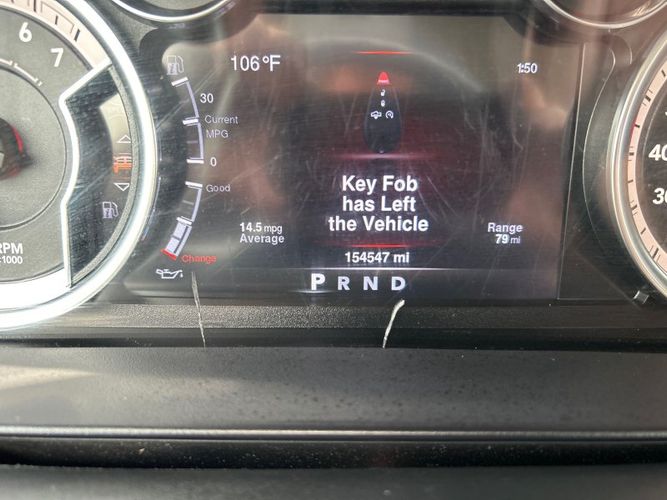 6
7
RPM
106°F
1:50
30
Current
MPG
0
Good
Change
Key Fob
has Left
the Vehicle
14.5 mpg
Average
Range
79 mi
154547 mi
P R N D
40
30